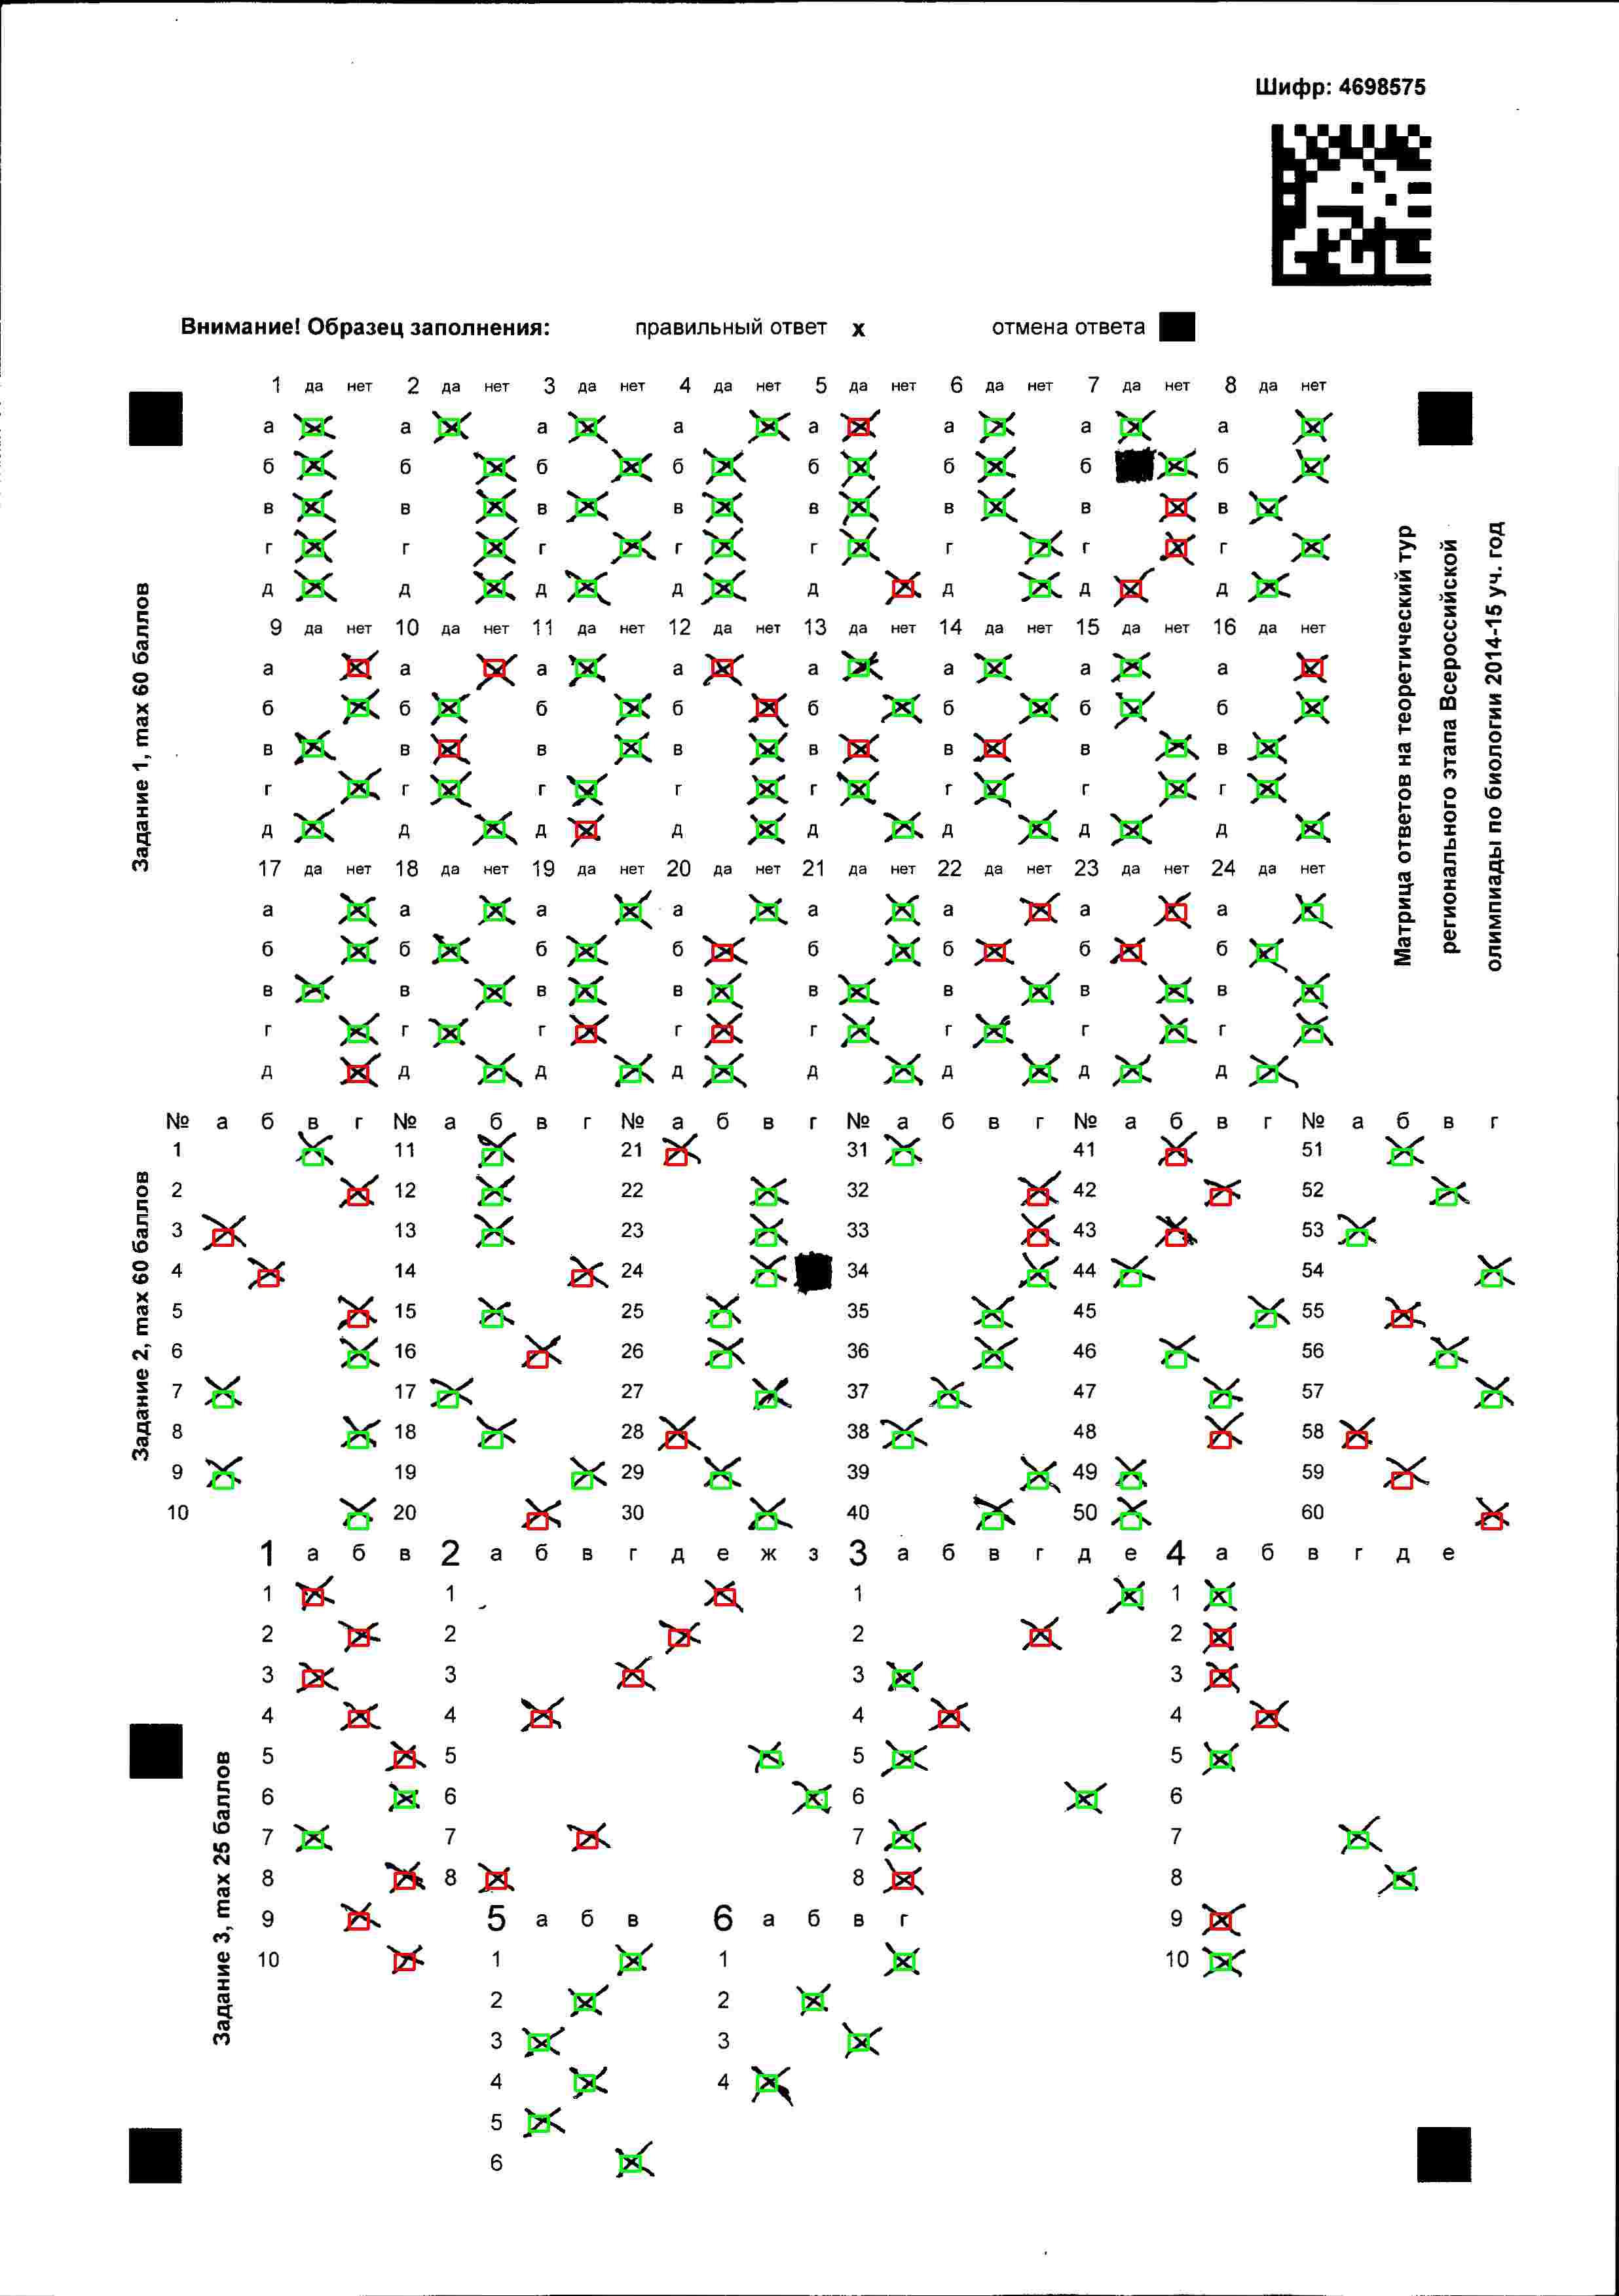 Шифр: 4698575
Внимание! Образец заполнения: правильный ответ х отмена ответа
Задание 1, max 60 баллов
1 да нет 2 да нет 3 да нет 4 да нет 5 да нет 6 да нет 7 да нет 8 да нет
а а а а а а а а
б б б б б б б б
в в в в в в в в
г г г г г г г г
д д д д д д д д
9 да нет 10 да нет 11 да нет 12 да нет 13 да нет 14 да нет 15 да нет 16 да нет
а а а а а а а а
б б б б б б б б
в в в в в в в в
г г г г г г г г
д д д д д д д д
17 да нет 18 да нет 19 да нет 20 да нет 21 да нет 22 да нет 23 да нет 24 да нет
а а а а а а а а
б б б б б б б б
в в в в в в в в
г г г г г г г г
д д д д д д д д
Матрица ответов на теоретический тур
регионального этапа Всероссийской
олимпиады по биологии 2014-15 уч. год
Задание 2, max 60 баллов
№ а б в г № а б в г № а б в г № а б в г № а б в г № а б в г
1 11 21 31 41 51
2 12 22 32 42 52
3 13 23 33 43 53
4 14 24 34 44 54
5 15 25 35 45 55
6 16 26 36 46 56
7 17 27 37 47 57
8 18 28 38 48 58
9 19 29 39 49 59
10 20 30 40 50 60
Задание 3, max 25 баллов
1 а б в 2 а б в г д е ж з 3 а б в г д е 4 а б в г д е
1 1 1 1
2 2 2 2
3 3 3 3
4 4 4 4
5 5 5 5
6 6 6 6
7 7 7 7
8 8 8 8
9 5 а б в 6 а б в г 9
10 1 1 10
2 2
3 3
4 4
5
6